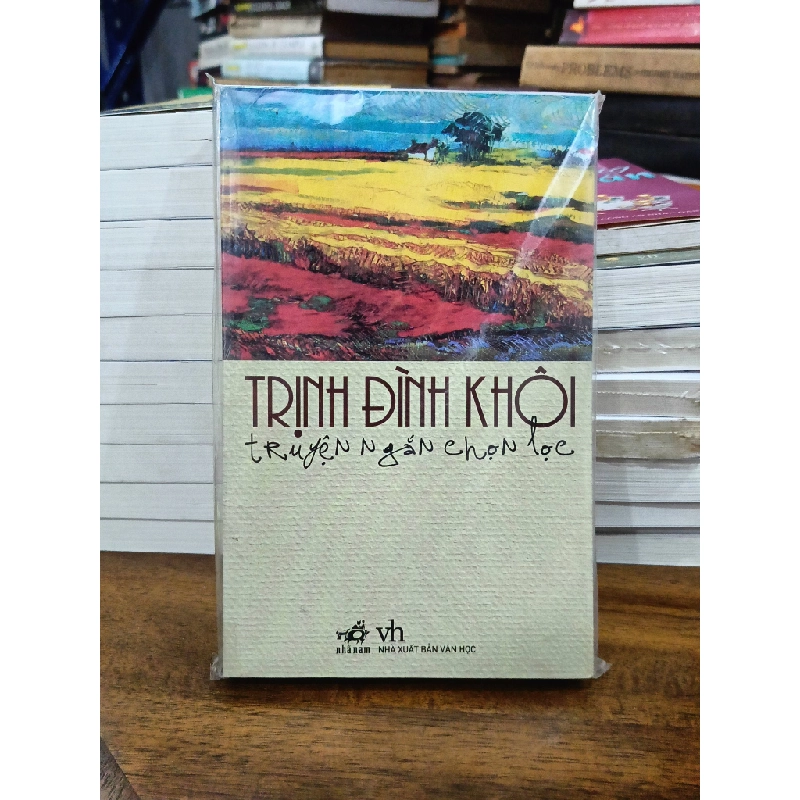 PROBLEMS
TRỊNH ĐÌNH KHÔI
truyện ngắn chọn lọc
nhã nam
vh
NHÀ XUẤT BẢN VĂN HỌC